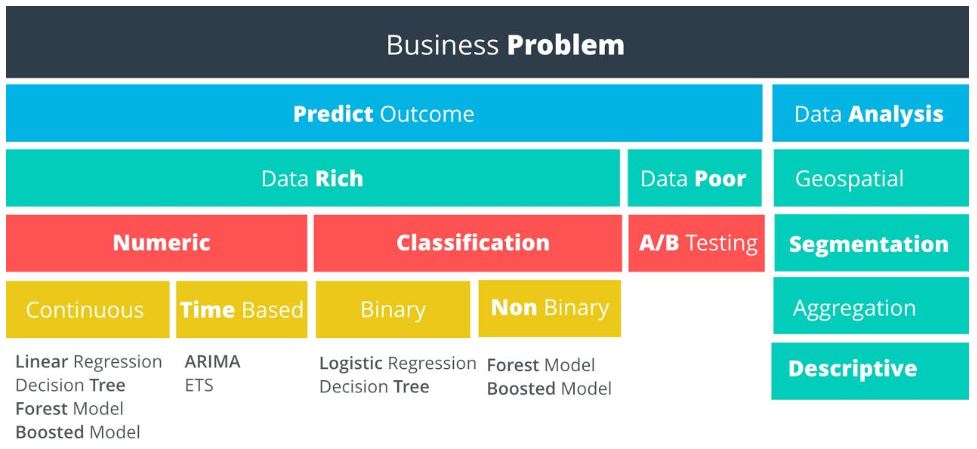 Business Problem
Predict Outcome
Data Analysis
Data Rich
Data Poor
Geospatial
Numeric
Classification
A/B Testing
Segmentation
Continuous
Time Based
Binary
Non Binary
Aggregation
Linear Regression
Decision Tree
Forest Model
Boosted Model
ARIMA
ETS
Logistic Regression
Decision Tree
Forest Model
Boosted Model
Descriptive